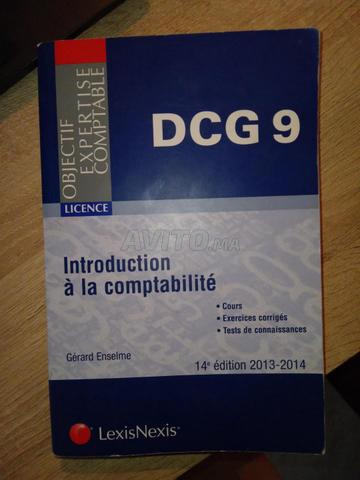 OBJECTIF
EXPERTISE
COMPTABLE
LICENCE
DCG 9
AVITO.ma
Introduction
à la comptabilité
• Cours
• Exercices corrigés
• Tests de connaissances
Gérard Enselme
14e édition 2013-2014
LexisNexis®